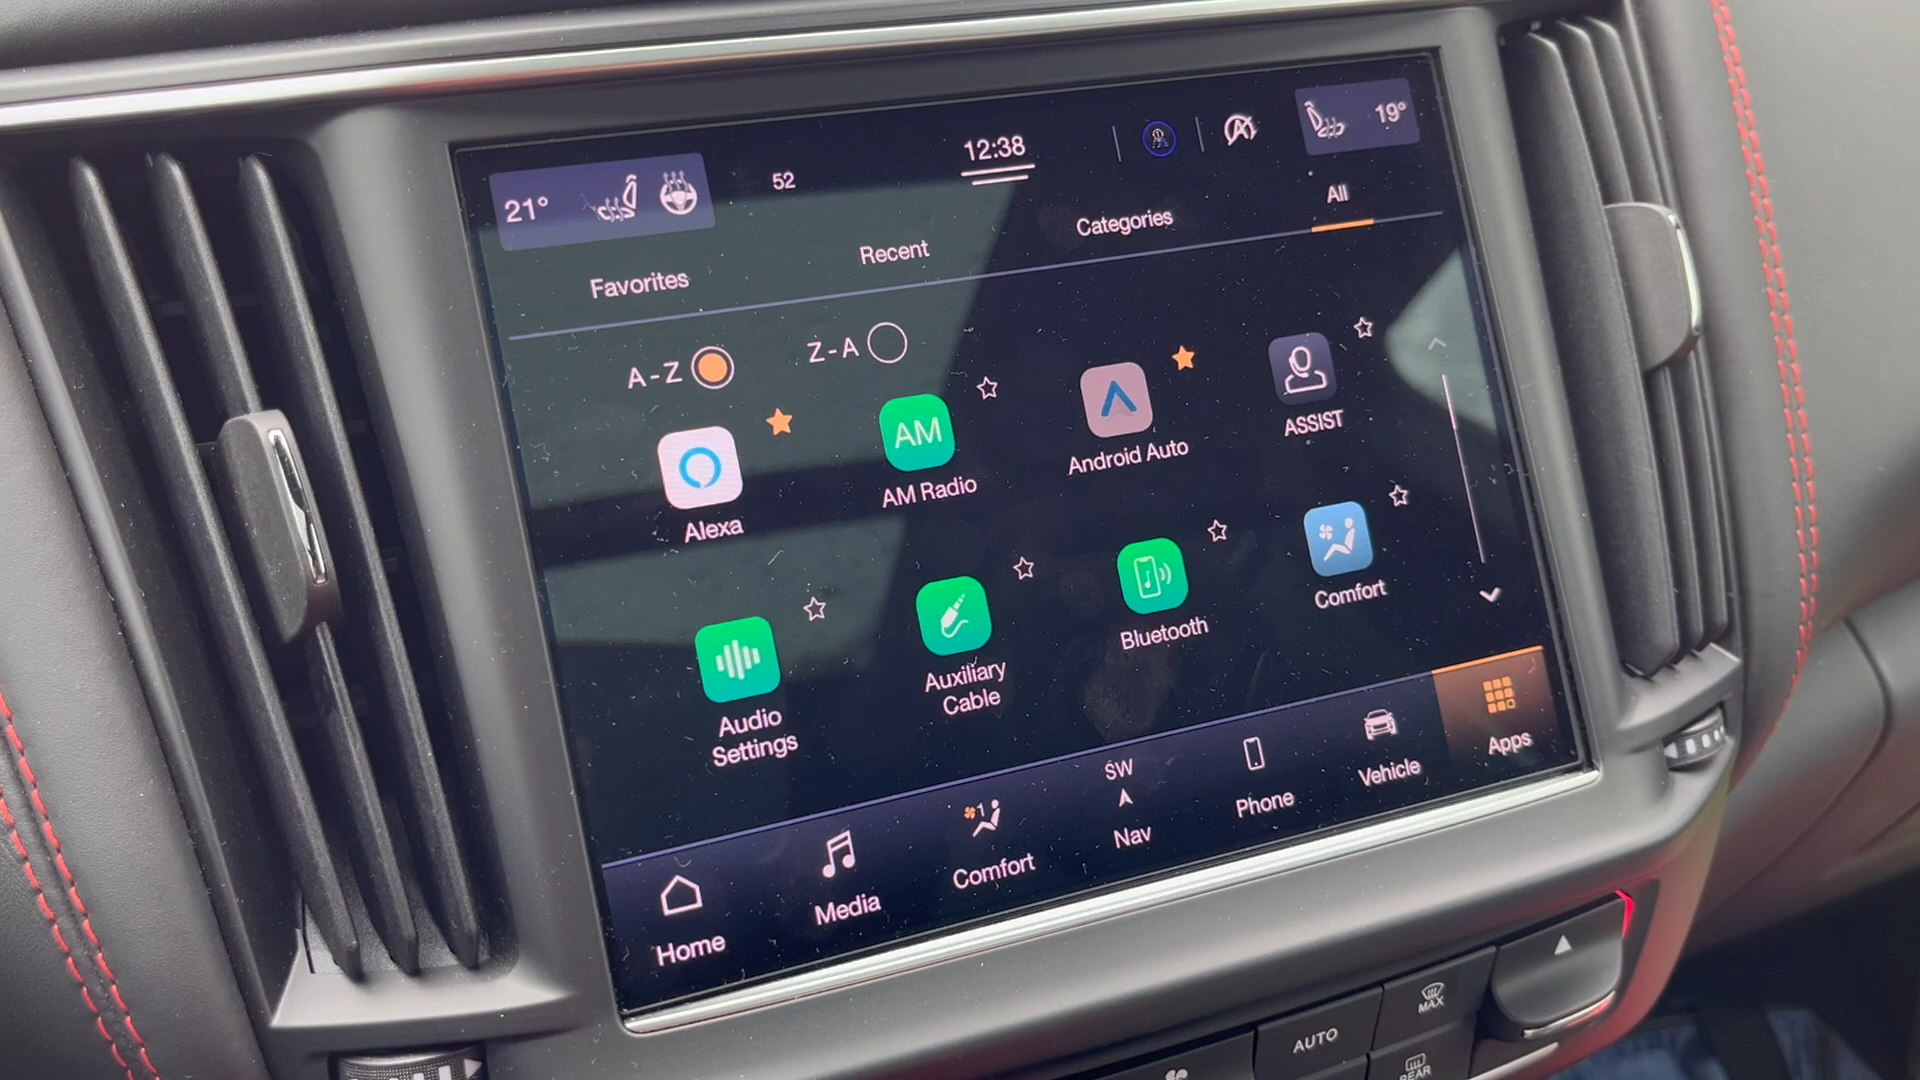 21°
52
12:38
19°
Favorites
Recent
Categories
All
A-Z
Z-A
Alexa
AM
AM Radio
Android Auto
ASSIST
Audio
Settings
Auxiliary
Cable
Bluetooth
Comfort
Home
Media
1
Comfort
SW
Nav
Phone
Vehicle
Apps
AUTO
MAX
REAR